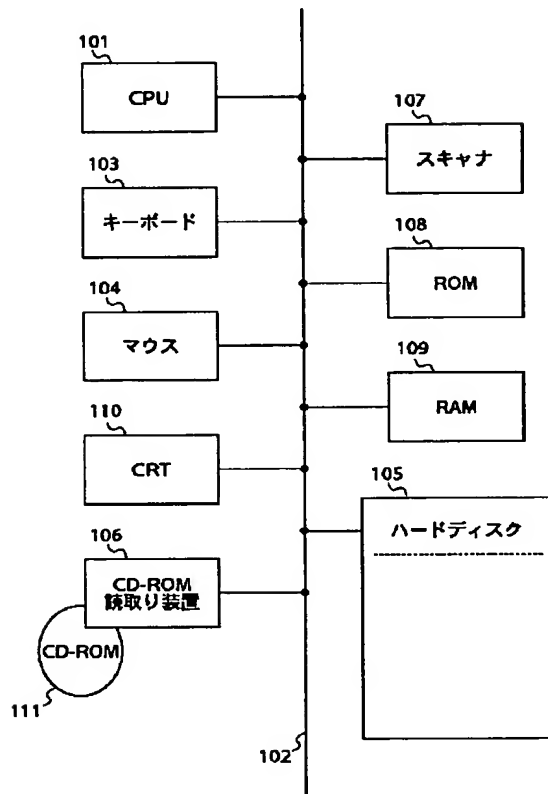 101
CPU
103
キーボード
104
マウス
110
CRT
106
CD-ROM
読取り装置
CD-ROM
111
107
スキャナ
108
ROM
109
RAM
105
ハードディスク
102